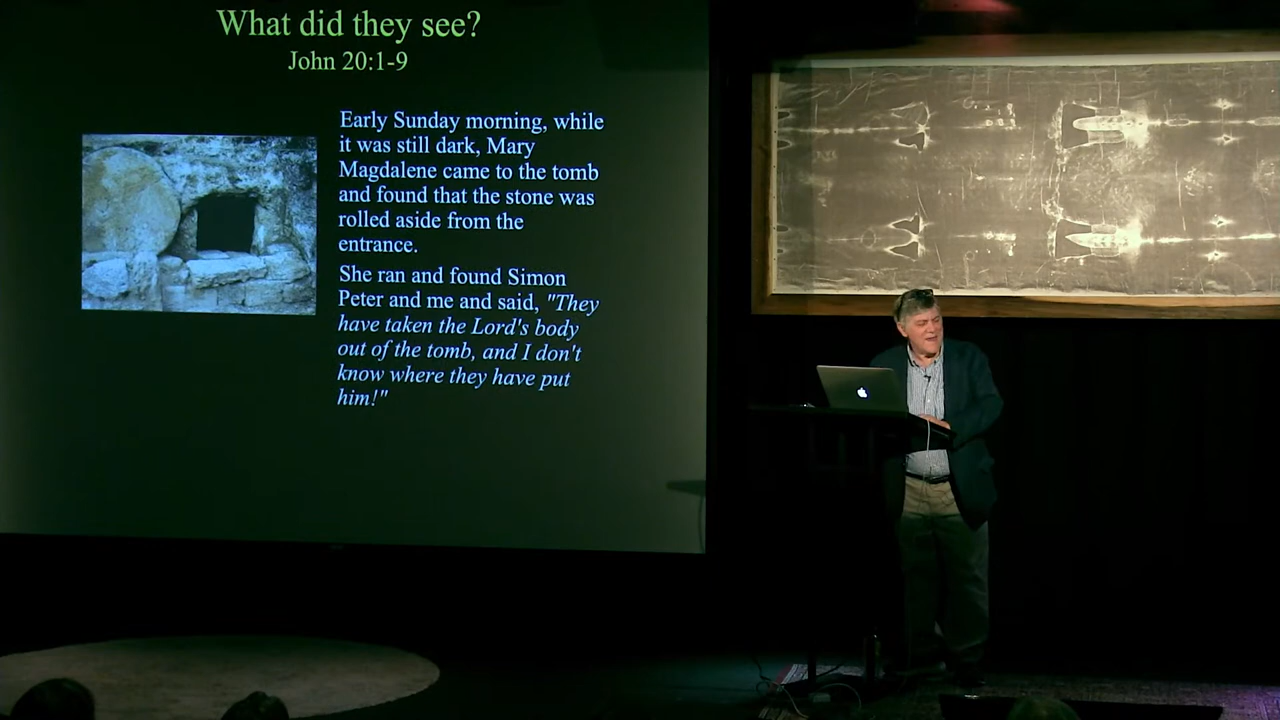 What did they see?
John 20:1-9
Early Sunday morning, while
it was still dark, Mary
Magdalene came to the tomb
and found that the stone was
rolled aside from the
entrance.
She ran and found Simon
Peter and me and said, "They
have taken the Lord's body
out of the tomb, and I don't
know where they have put
him!"